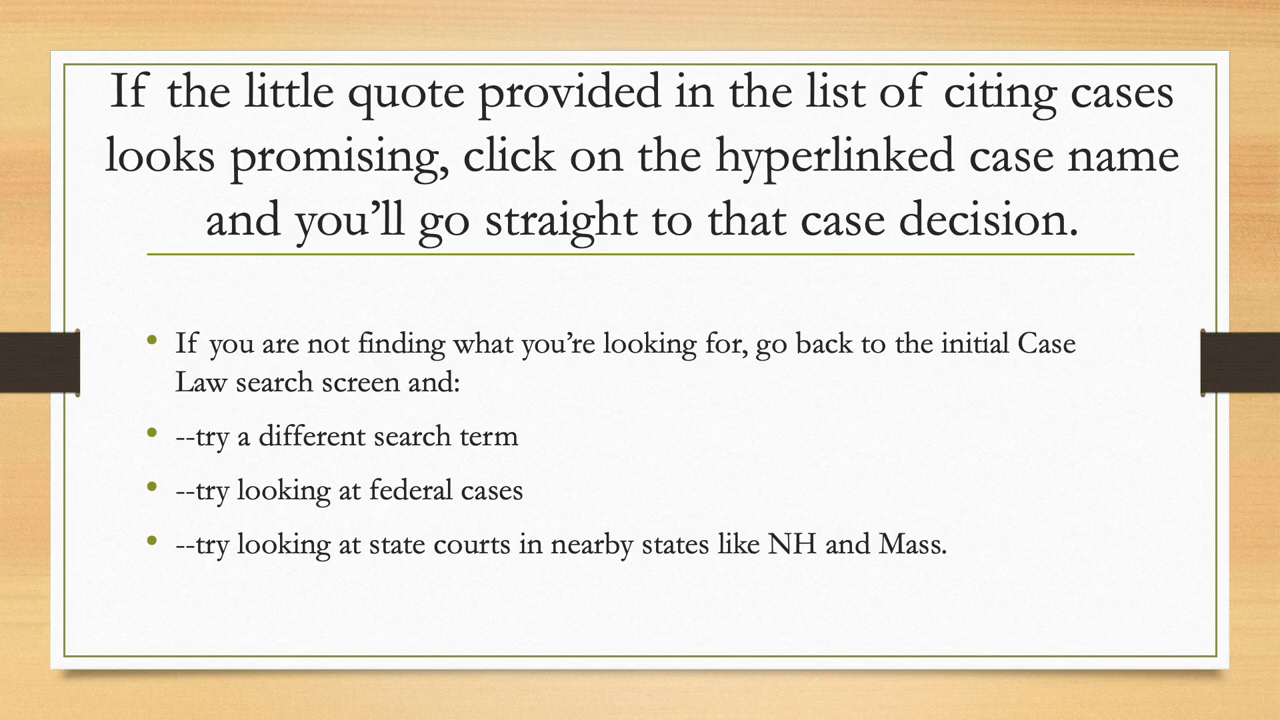 If the little quote provided in the list of citing cases
looks promising, click on the hyperlinked case name
and you’ll go straight to that case decision.
• If you are not finding what you’re looking for, go back to the initial Case
Law search screen and:
• --try a different search term
• --try looking at federal cases
• --try looking at state courts in nearby states like NH and Mass.